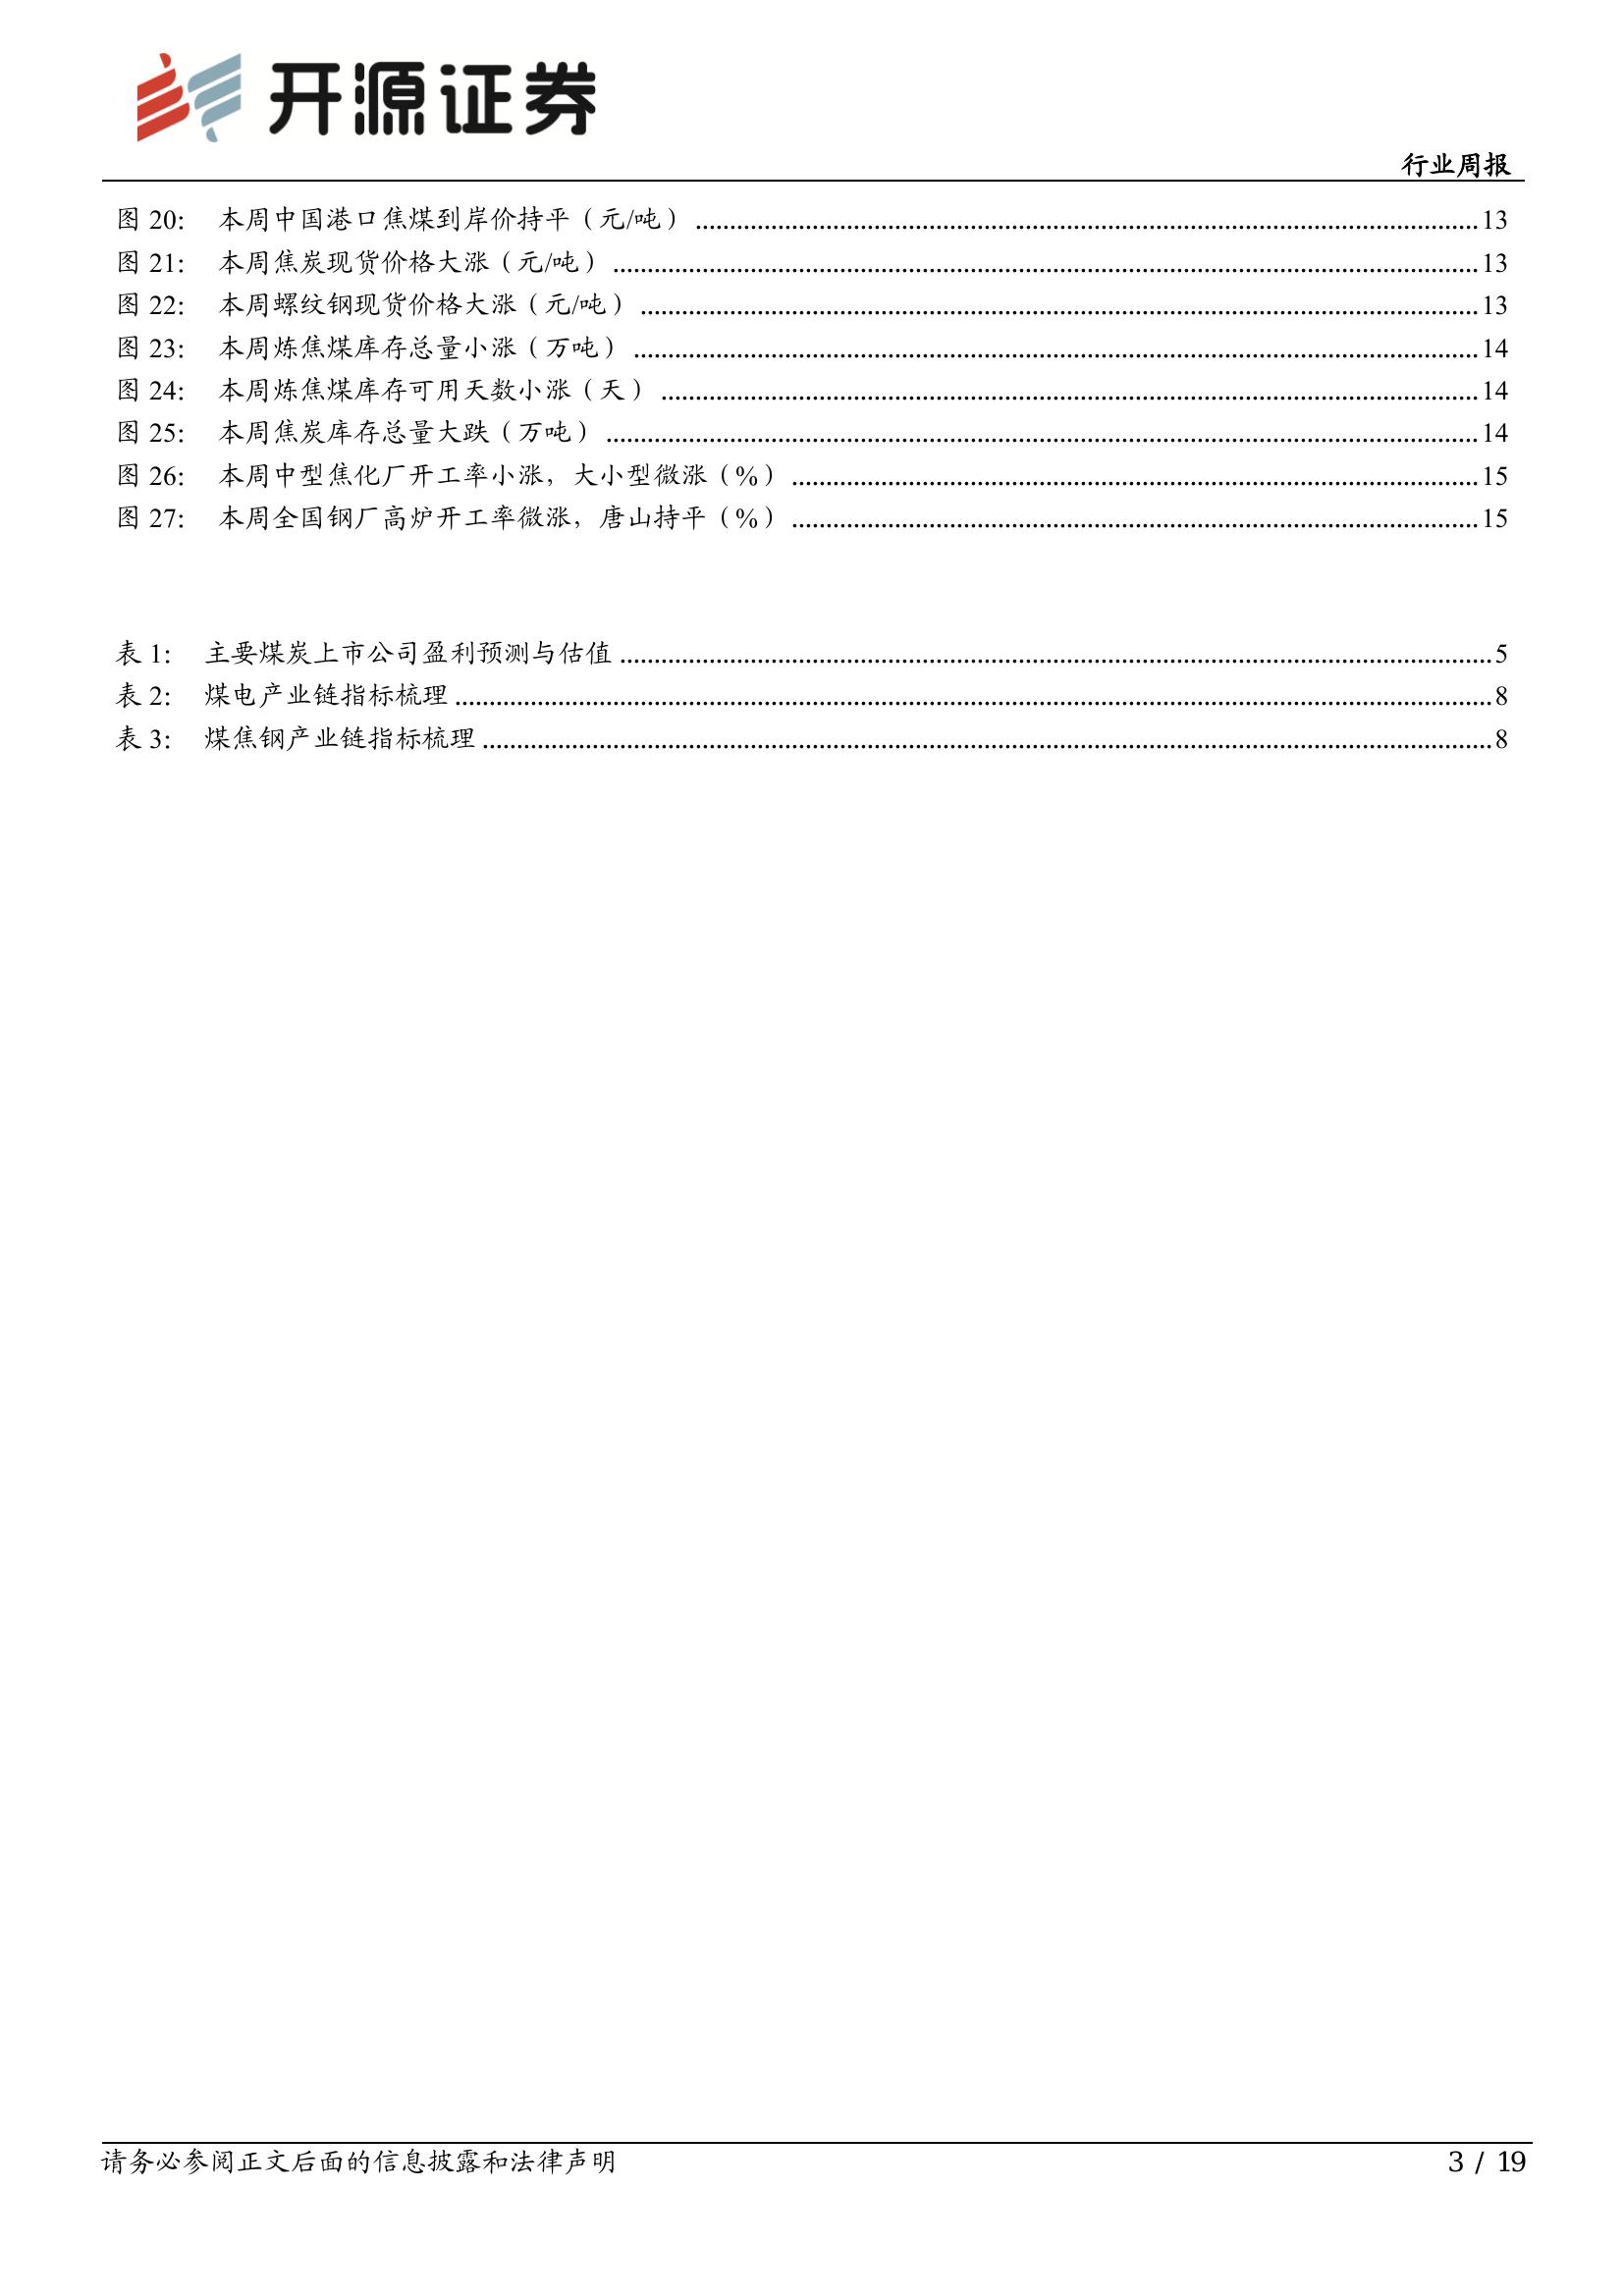 开源证券
行业周报
图 20： 本周中国港口焦煤到岸价持平（元/吨） 13
图 21： 本周焦炭现货价格大涨（元/吨） 13
图 22： 本周螺纹钢现货价格大涨（元/吨） 13
图 23： 本周炼焦煤库存总量小涨（万吨） 14
图 24： 本周炼焦煤库存可用天数小涨（天） 14
图 25： 本周焦炭库存总量大跌（万吨） 14
图 26： 本周中型焦化厂开工率小涨，大小型微涨（%） 15
图 27： 本周全国钢厂高炉开工率微涨，唐山持平（%） 15
表 1： 主要煤炭上市公司盈利预测与估值 5
表 2： 煤电产业链指标梳理 8
表 3： 煤焦钢产业链指标梳理 8
请务必参阅正文后面的信息披露和法律声明 3 / 19